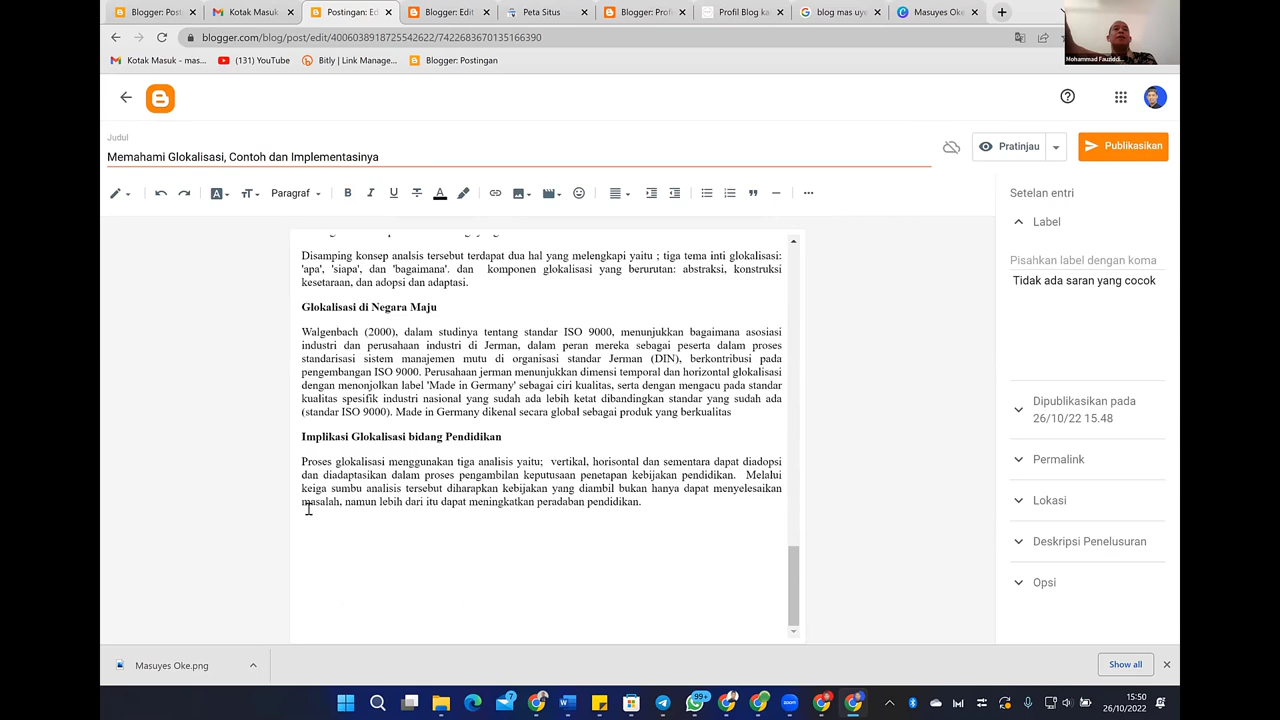 Blogger: Post
Kotak Masuk
Postingan: Ed
Blogger: Edit
Peta Situs
Blogger: Prof
Profil Blog ka
blog mas uye
Masuyes Oke
blogger.com/blog/post/edit/4006038918725542622/7422683670135166390
Kotak Masuk - mas...
(131) YouTube
Bitly | Link Manage...
Blogger: Postingan
Mohammad Fauziddi...
Judul
Memahami Glokalisasi, Contoh dan Implementasinya
Pratinjau
Publikasikan
Paragraf
Disamping konsep analsis tersebut terdapat dua hal yang melengkapi yaitu ; tiga tema inti glokalisasi:
'apa', 'siapa', dan 'bagaimana'. dan komponen glokalisasi yang berurutan: abstraksi, konstruksi
kesetaraan, dan adopsi dan adaptasi.
Glokalisasi di Negara Maju
Walgenbach (2000), dalam studinya tentang standar ISO 9000, menunjukkan bagaimana asosiasi
industri dan perusahaan industri di Jerman, dalam peran mereka sebagai peserta dalam proses
standarisasi sistem manajemen mutu di organisasi standar Jerman (DIN), berkontribusi pada
pengembangan ISO 9000. Perusahaan jerman menunjukkan dimensi temporal dan horizontal glokalisasi
dengan menonjolkan label 'Made in Germany' sebagai ciri kualitas, serta dengan mengacu pada standar
kualitas spesifik industri nasional yang sudah ada lebih ketat dibandingkan standar yang sudah ada
(standar ISO 9000). Made in Germany dikenal secara global sebagai produk yang berkualitas
Implikasi Glokalisasi bidang Pendidikan
Proses glokalisasi menggunakan tiga analisis yaitu; vertikal, horisontal dan sementara dapat diadopsi
dan diadaptasikan dalam proses pengambilan keputusaan penetapan kebijakan pendidikan. Melalui
keiga sumbu analisis tersebut diharapkan kebijakan yang diambil bukan hanya dapat menyelesaikan
masalah, namun lebih dari itu dapat meningkatkan peradaban pendidikan.
Setelan entri
Label
Pisahkan label dengan koma
Tidak ada saran yang cocok
Dipublikasikan pada
26/10/22 15.48
Permalink
Lokasi
Deskripsi Penelusuran
Opsi
Masuyes Oke.png
Show all
7
99+
zoom
15:50
26/10/2022